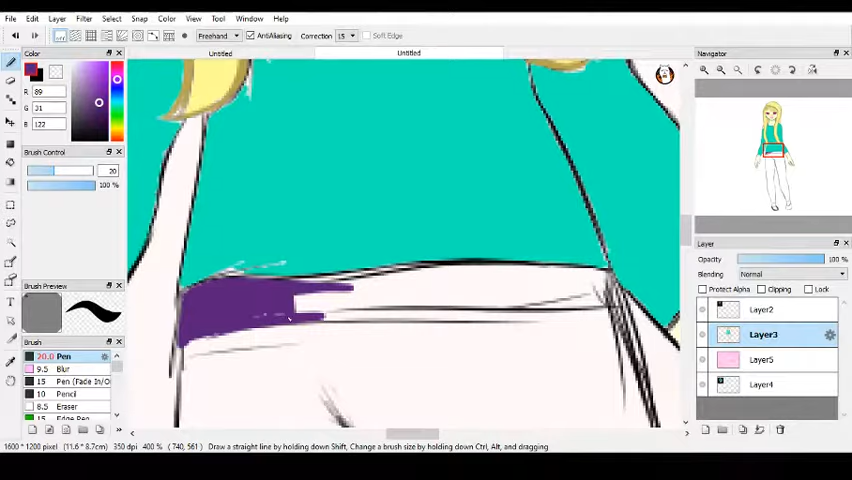 File Edit Layer Filter Select Snap Color View Tool Window Help
Freehand AntiAliasing Correction 15 Soft Edge
Untitled Untitled
Color
R 89
G 31
B 122
Brush Control
20
100 %
Brush Preview
Brush
20.0 Pen
9.5 Blur
15 Pen (Fade In/O
10 Pencil
8.5 Eraser
15 Edge Pen
Navigator
Layer
Opacity 100 %
Blending Normal
Protect Alpha Clipping Lock
Layer2
Layer3
Layer5
Layer4
1600 * 1200 pixel (11.6 * 8.7cm) 350 dpi 400 % ( 740, 561 ) Draw a straight line by holding down Shift, Change a brush size by holding down Ctrl, Alt, and dragging